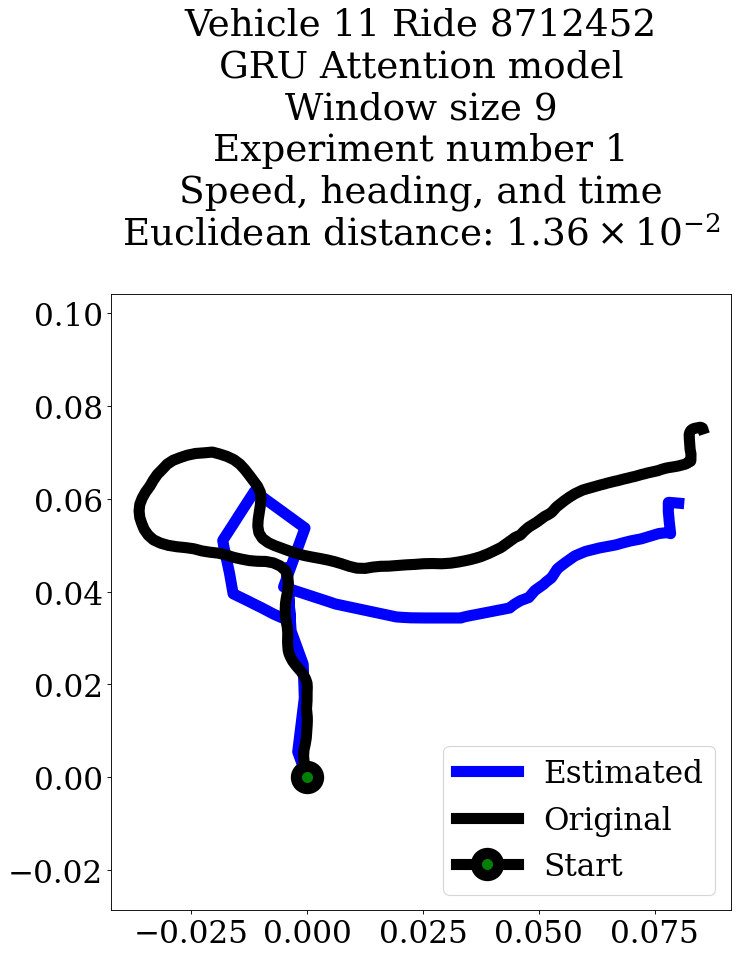 Vehicle 11 Ride 8712452
GRU Attention model
Window size 9
Experiment number 1
Speed, heading, and time
Euclidean distance: 1.36 × 10⁻²
0.10
0.08
0.06
0.04
0.02
0.00
−0.02
Estimated
Original
Start
−0.025 0.000 0.025 0.050 0.075